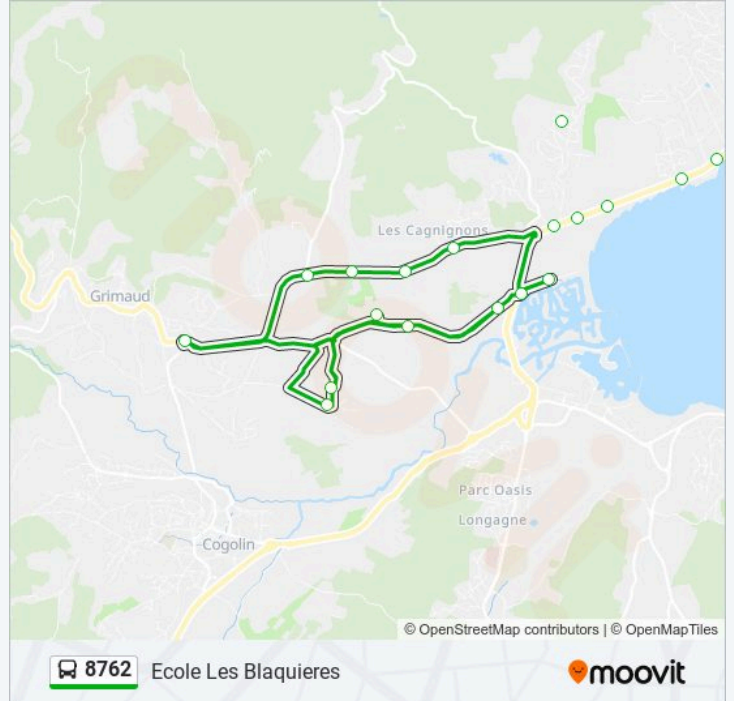 Les Cagnignons
Grimaud
Parc Oasis
Longagne
Cogolin
© OpenStreetMap contributors | © OpenMapTiles
8762 Ecole Les Blaquieres
moovit